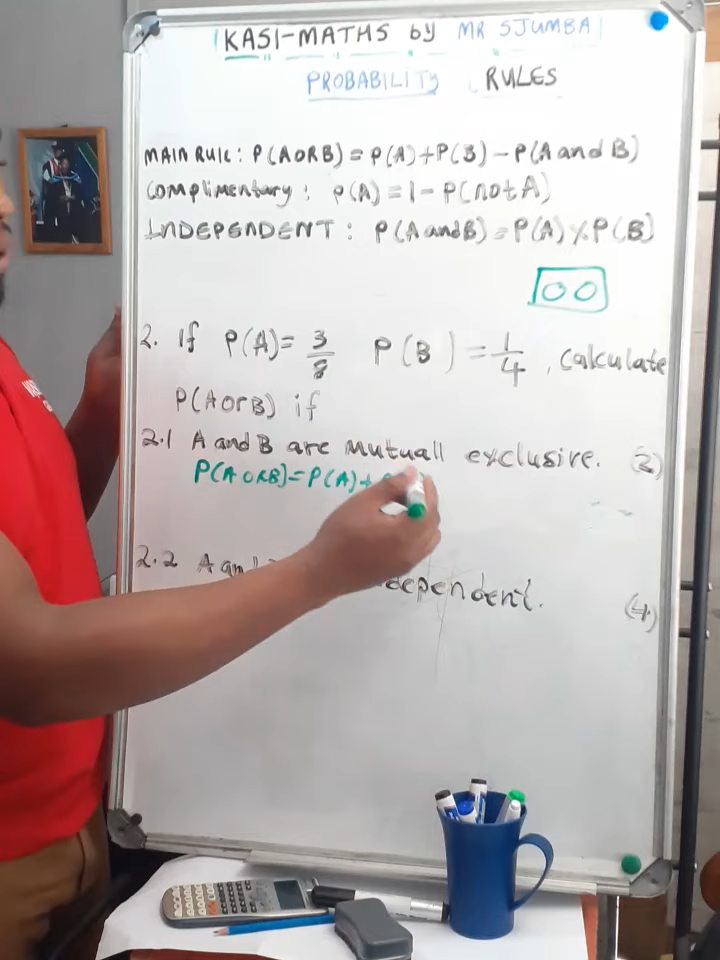 KASI-MATHS by MR SJUMBA
PROBABILITY RULES
MAIN RULE: P(A OR B) = P(A) + P(B) - P(A and B)
COMPLIMENTARY: P(A) = 1 - P(not A)
INDEPENDENT: P(A and B) = P(A) × P(B)
2. If P(A) = 3/8 P(B) = 1/4, calculate
P(A or B) if
2.1 A and B are mutuall exclusive. (2)
P(A OR B) = P(A) +
2.2 A and dependent. (4)